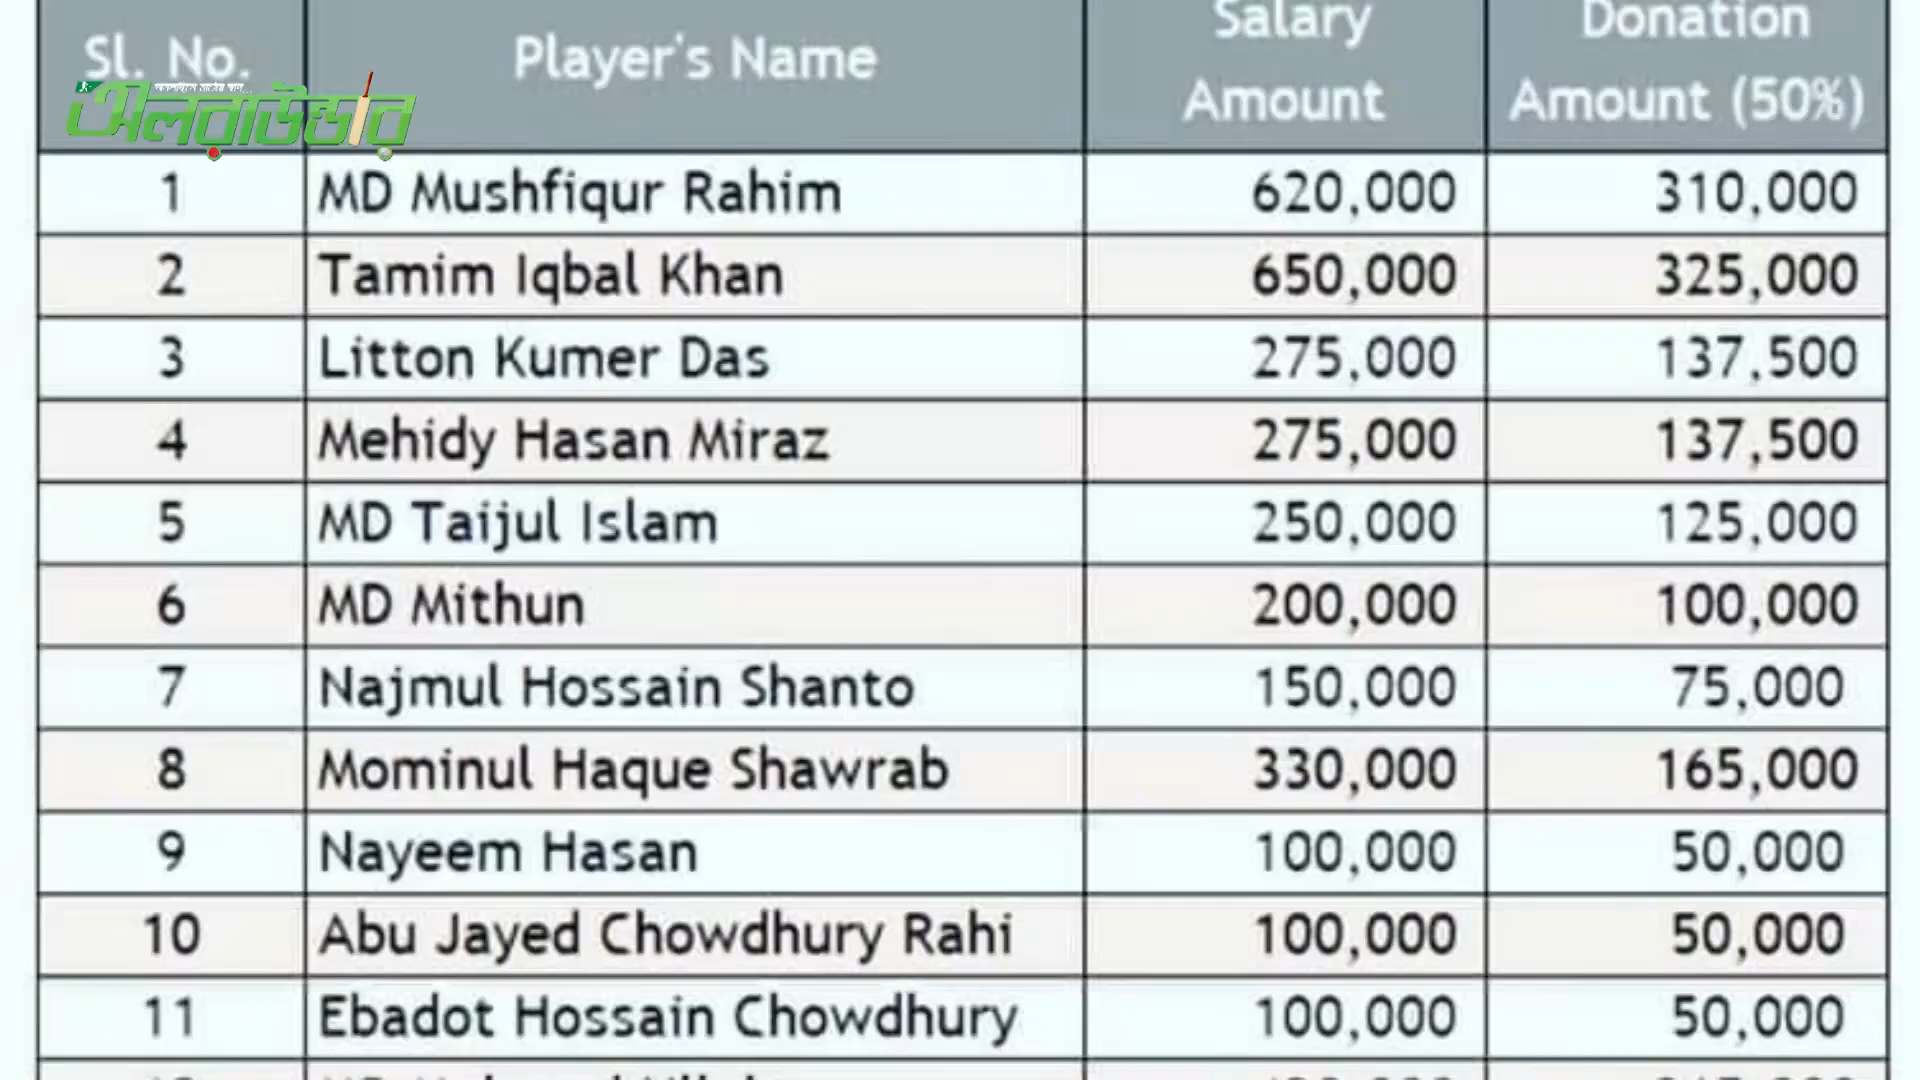 Sl. No. Player's Name Salary Amount Donation Amount (50%)
অলরাউন্ডার
1 MD Mushfiqur Rahim 620,000 310,000
2 Tamim Iqbal Khan 650,000 325,000
3 Litton Kumer Das 275,000 137,500
4 Mehidy Hasan Miraz 275,000 137,500
5 MD Taijul Islam 250,000 125,000
6 MD Mithun 200,000 100,000
7 Najmul Hossain Shanto 150,000 75,000
8 Mominul Haque Shawrab 330,000 165,000
9 Nayeem Hasan 100,000 50,000
10 Abu Jayed Chowdhury Rahi 100,000 50,000
11 Ebadot Hossain Chowdhury 100,000 50,000